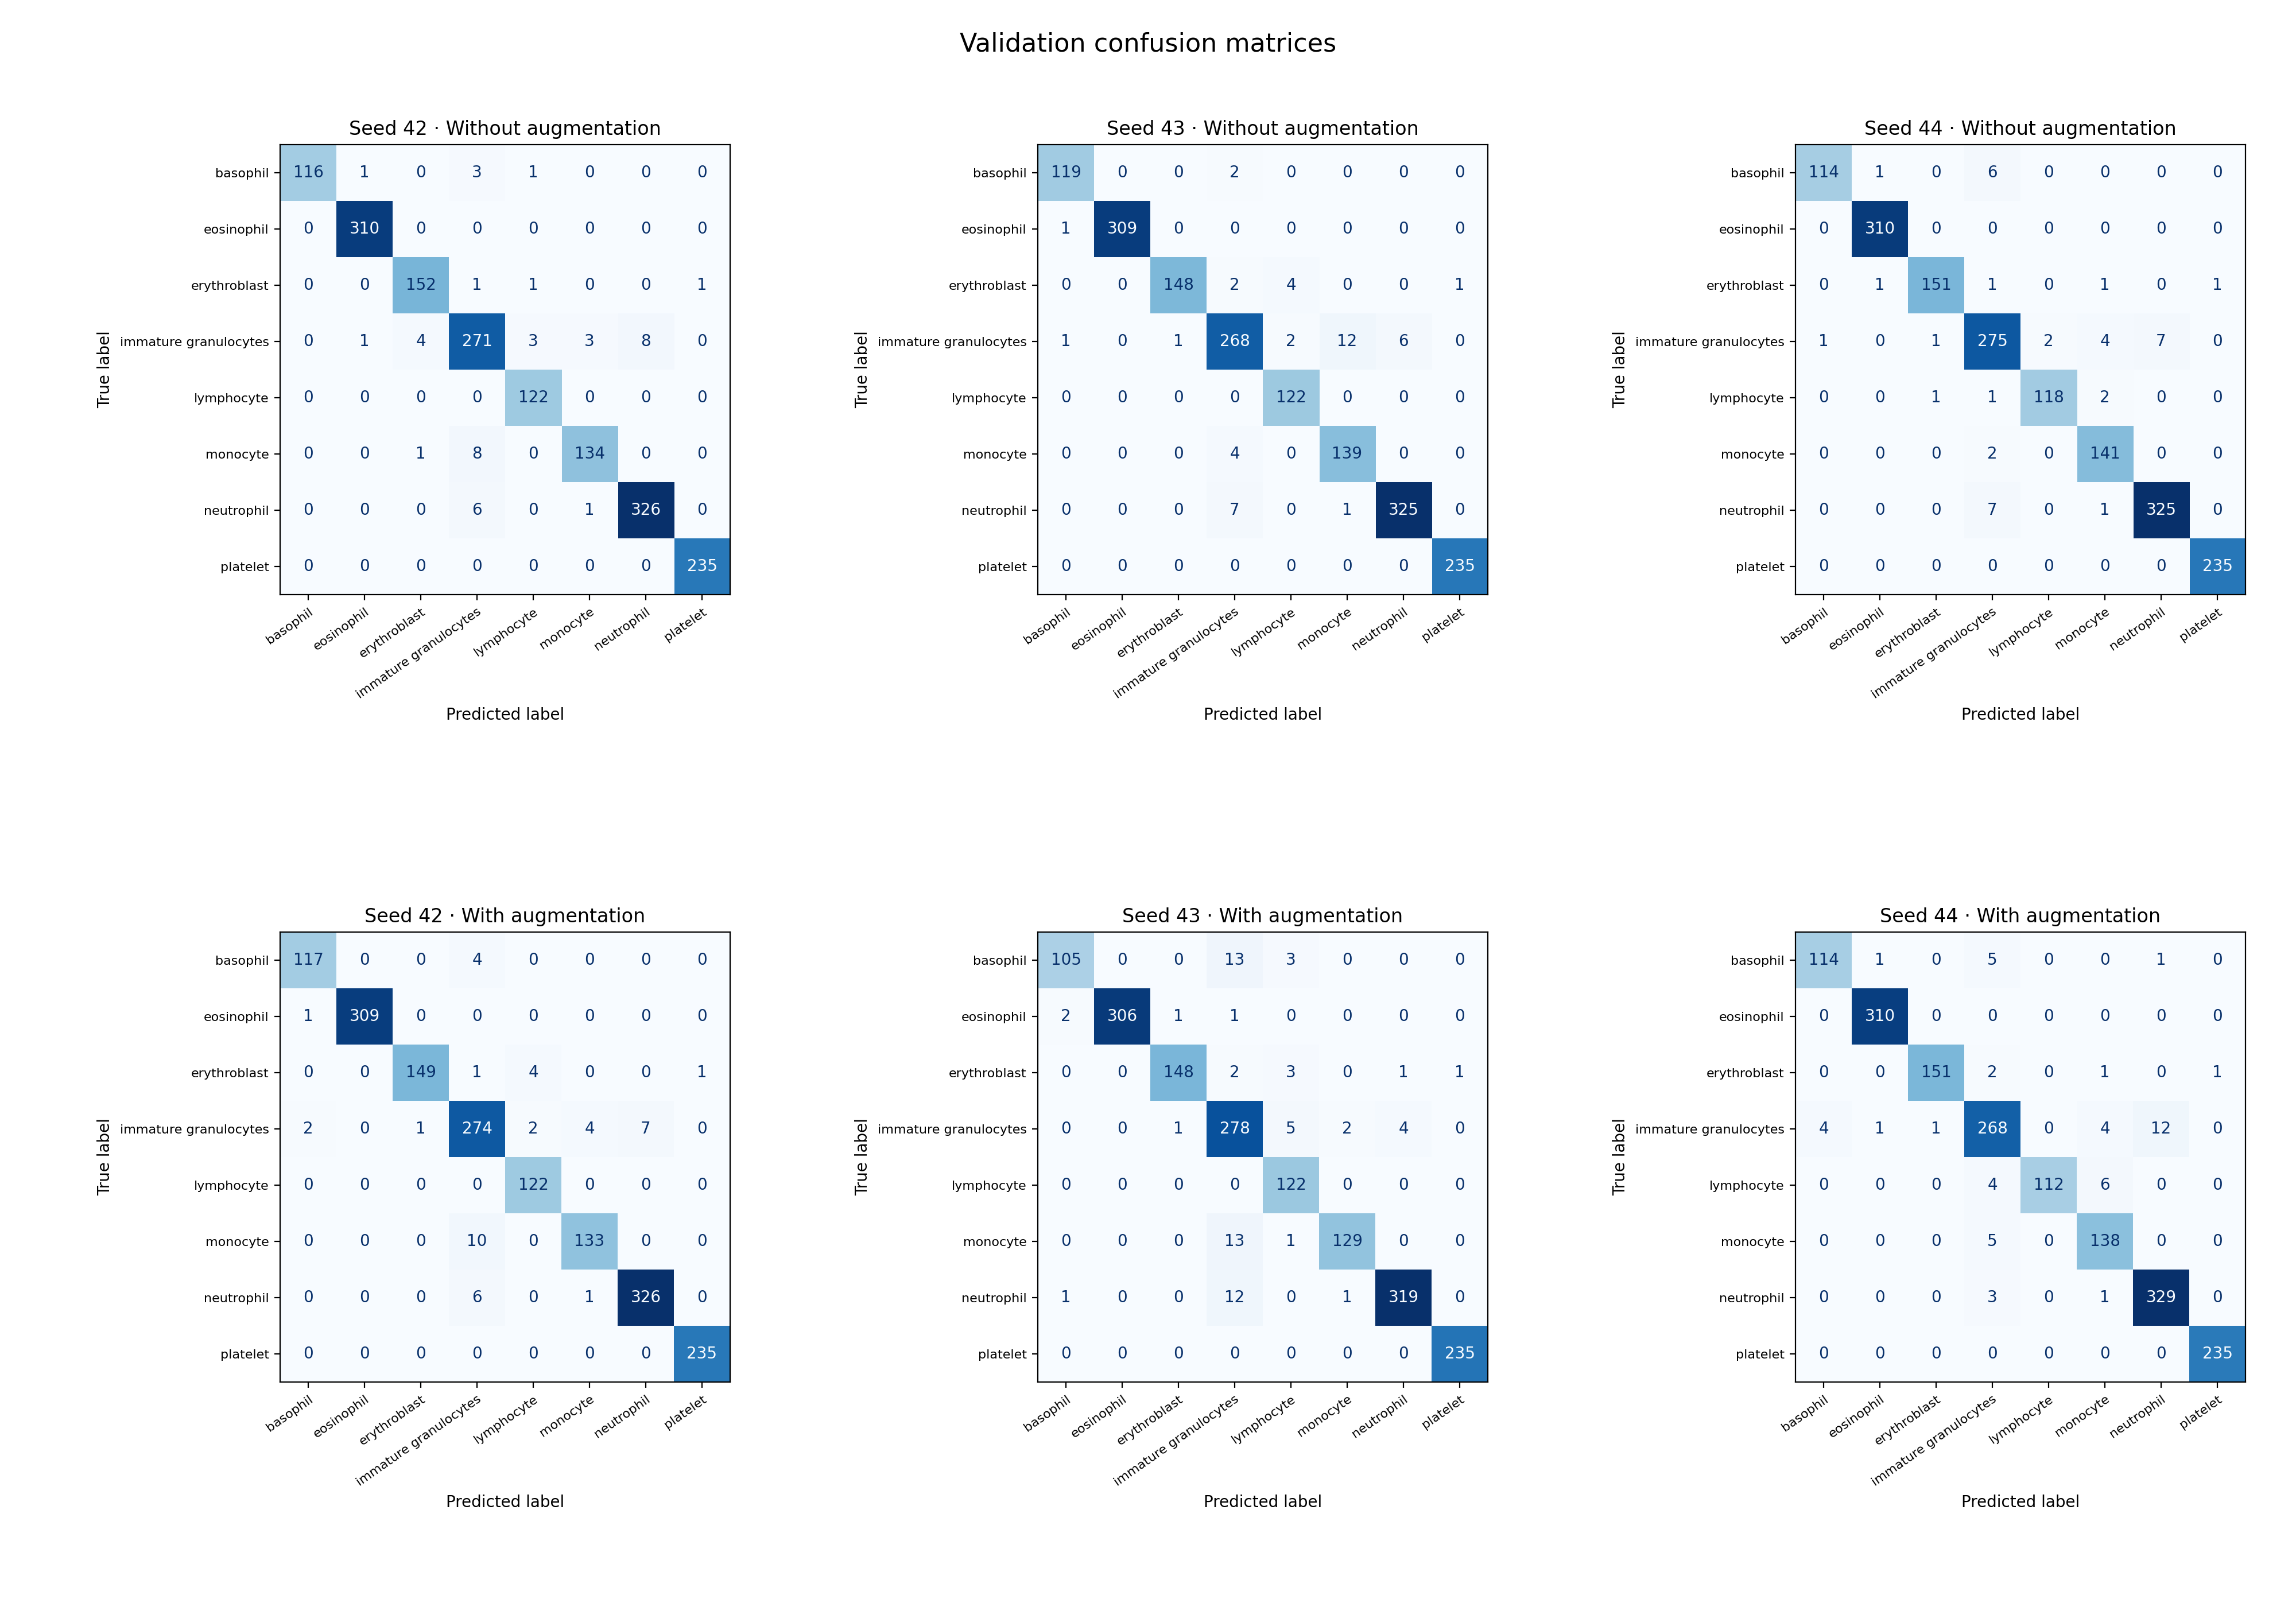 Validation confusion matrices
Seed 42 · Without augmentation
True label
basophil 116 1 0 3 1 0 0 0
eosinophil 0 310 0 0 0 0 0 0
erythroblast 0 0 152 1 1 0 0 1
immature granulocytes 0 1 4 271 3 3 8 0
lymphocyte 0 0 0 0 122 0 0 0
monocyte 0 0 1 8 0 134 0 0
neutrophil 0 0 0 6 0 1 326 0
platelet 0 0 0 0 0 0 0 235
basophil eosinophil erythroblast immature granulocytes lymphocyte monocyte neutrophil platelet
Predicted label
Seed 43 · Without augmentation
True label
basophil 119 0 0 2 0 0 0 0
eosinophil 1 309 0 0 0 0 0 0
erythroblast 0 0 148 2 4 0 0 1
immature granulocytes 1 0 1 268 2 12 6 0
lymphocyte 0 0 0 0 122 0 0 0
monocyte 0 0 0 4 0 139 0 0
neutrophil 0 0 0 7 0 1 325 0
platelet 0 0 0 0 0 0 0 235
basophil eosinophil erythroblast immature granulocytes lymphocyte monocyte neutrophil platelet
Predicted label
Seed 44 · Without augmentation
True label
basophil 114 1 0 6 0 0 0 0
eosinophil 0 310 0 0 0 0 0 0
erythroblast 0 1 151 1 0 1 0 1
immature granulocytes 1 0 1 275 2 4 7 0
lymphocyte 0 0 1 1 118 2 0 0
monocyte 0 0 0 2 0 141 0 0
neutrophil 0 0 0 7 0 1 325 0
platelet 0 0 0 0 0 0 0 235
basophil eosinophil erythroblast immature granulocytes lymphocyte monocyte neutrophil platelet
Predicted label
Seed 42 · With augmentation
True label
basophil 117 0 0 4 0 0 0 0
eosinophil 1 309 0 0 0 0 0 0
erythroblast 0 0 149 1 4 0 0 1
immature granulocytes 2 0 1 274 2 4 7 0
lymphocyte 0 0 0 0 122 0 0 0
monocyte 0 0 0 10 0 133 0 0
neutrophil 0 0 0 6 0 1 326 0
platelet 0 0 0 0 0 0 0 235
basophil eosinophil erythroblast immature granulocytes lymphocyte monocyte neutrophil platelet
Predicted label
Seed 43 · With augmentation
True label
basophil 105 0 0 13 3 0 0 0
eosinophil 2 306 1 1 0 0 0 0
erythroblast 0 0 148 2 3 0 1 1
immature granulocytes 0 0 1 278 5 2 4 0
lymphocyte 0 0 0 0 122 0 0 0
monocyte 0 0 0 13 1 129 0 0
neutrophil 1 0 0 12 0 1 319 0
platelet 0 0 0 0 0 0 0 235
basophil eosinophil erythroblast immature granulocytes lymphocyte monocyte neutrophil platelet
Predicted label
Seed 44 · With augmentation
True label
basophil 114 1 0 5 0 0 1 0
eosinophil 0 310 0 0 0 0 0 0
erythroblast 0 0 151 2 0 1 0 1
immature granulocytes 4 1 1 268 0 4 12 0
lymphocyte 0 0 0 4 112 6 0 0
monocyte 0 0 0 5 0 138 0 0
neutrophil 0 0 0 3 0 1 329 0
platelet 0 0 0 0 0 0 0 235
basophil eosinophil erythroblast immature granulocytes lymphocyte monocyte neutrophil platelet
Predicted label